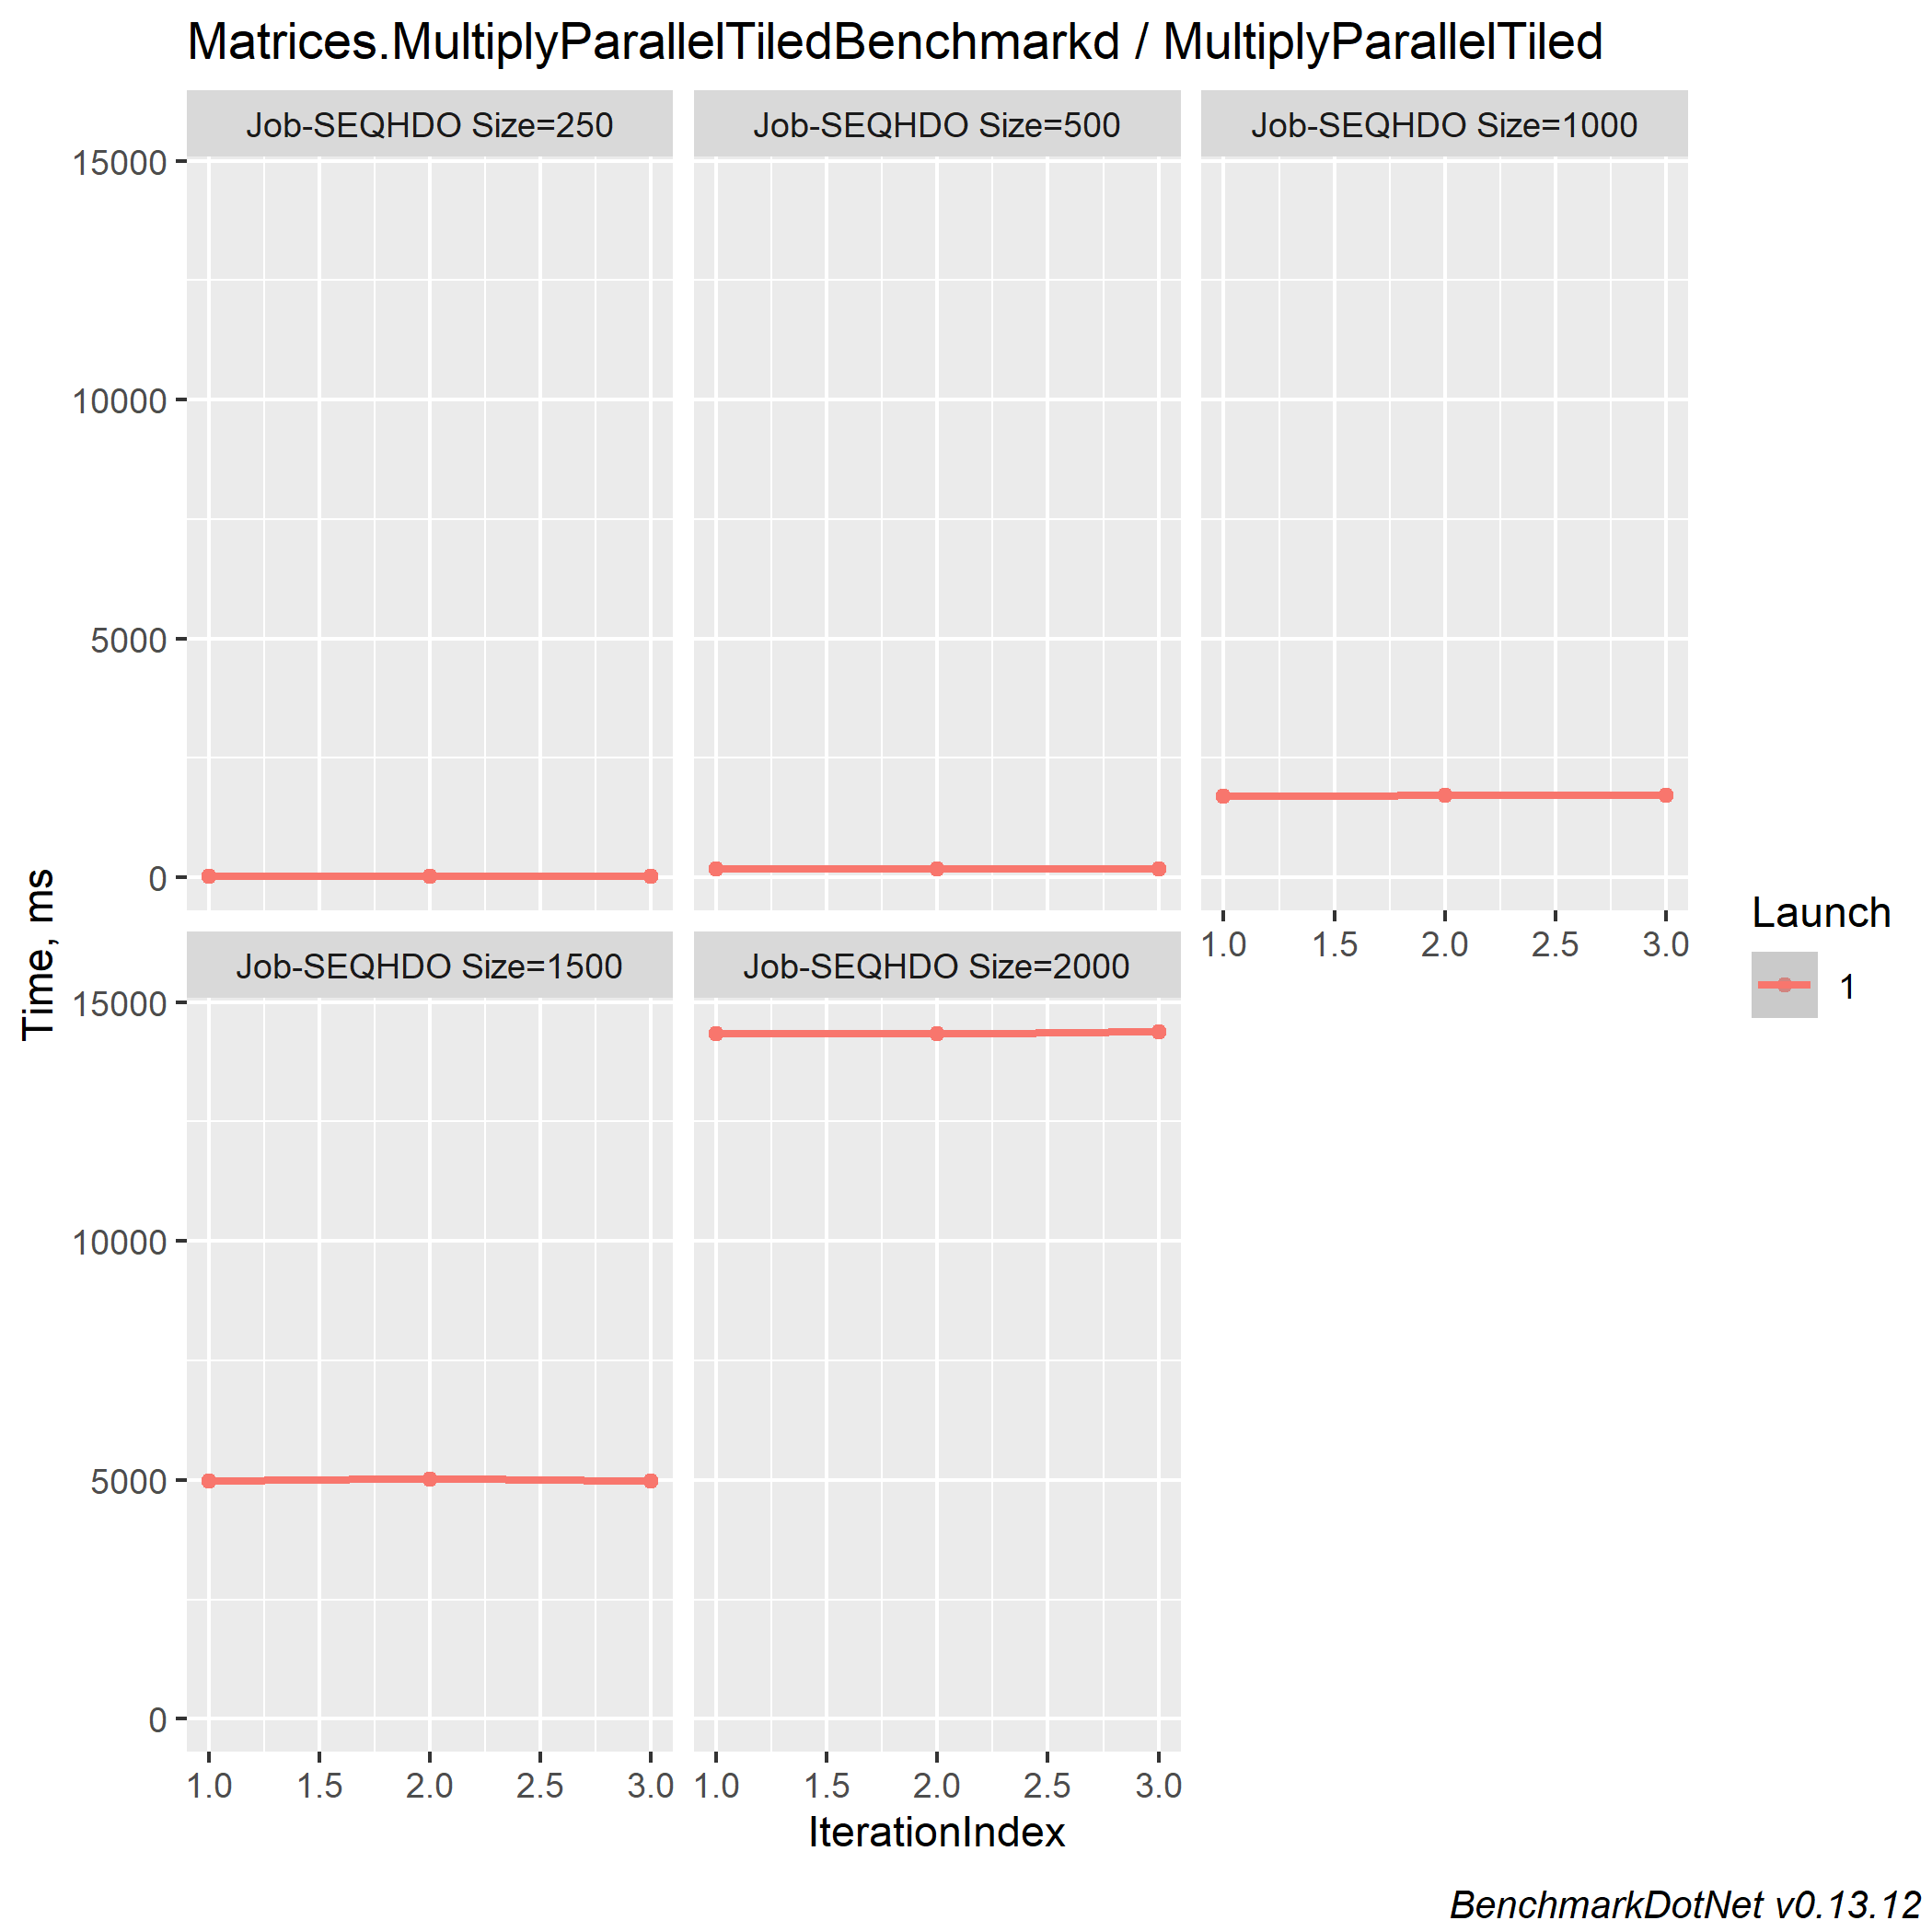 Matrices.MultiplyParallelTiledBenchmarkd / MultiplyParallelTiled
Job-SEQHDO Size=250
Job-SEQHDO Size=500
Job-SEQHDO Size=1000
15000
10000
5000
0
1.0 1.5 2.0 2.5 3.0
Time, ms
Job-SEQHDO Size=1500
Job-SEQHDO Size=2000
15000
10000
5000
0
1.0 1.5 2.0 2.5 3.0
1.0 1.5 2.0 2.5 3.0
IterationIndex
Launch
1
BenchmarkDotNet v0.13.12